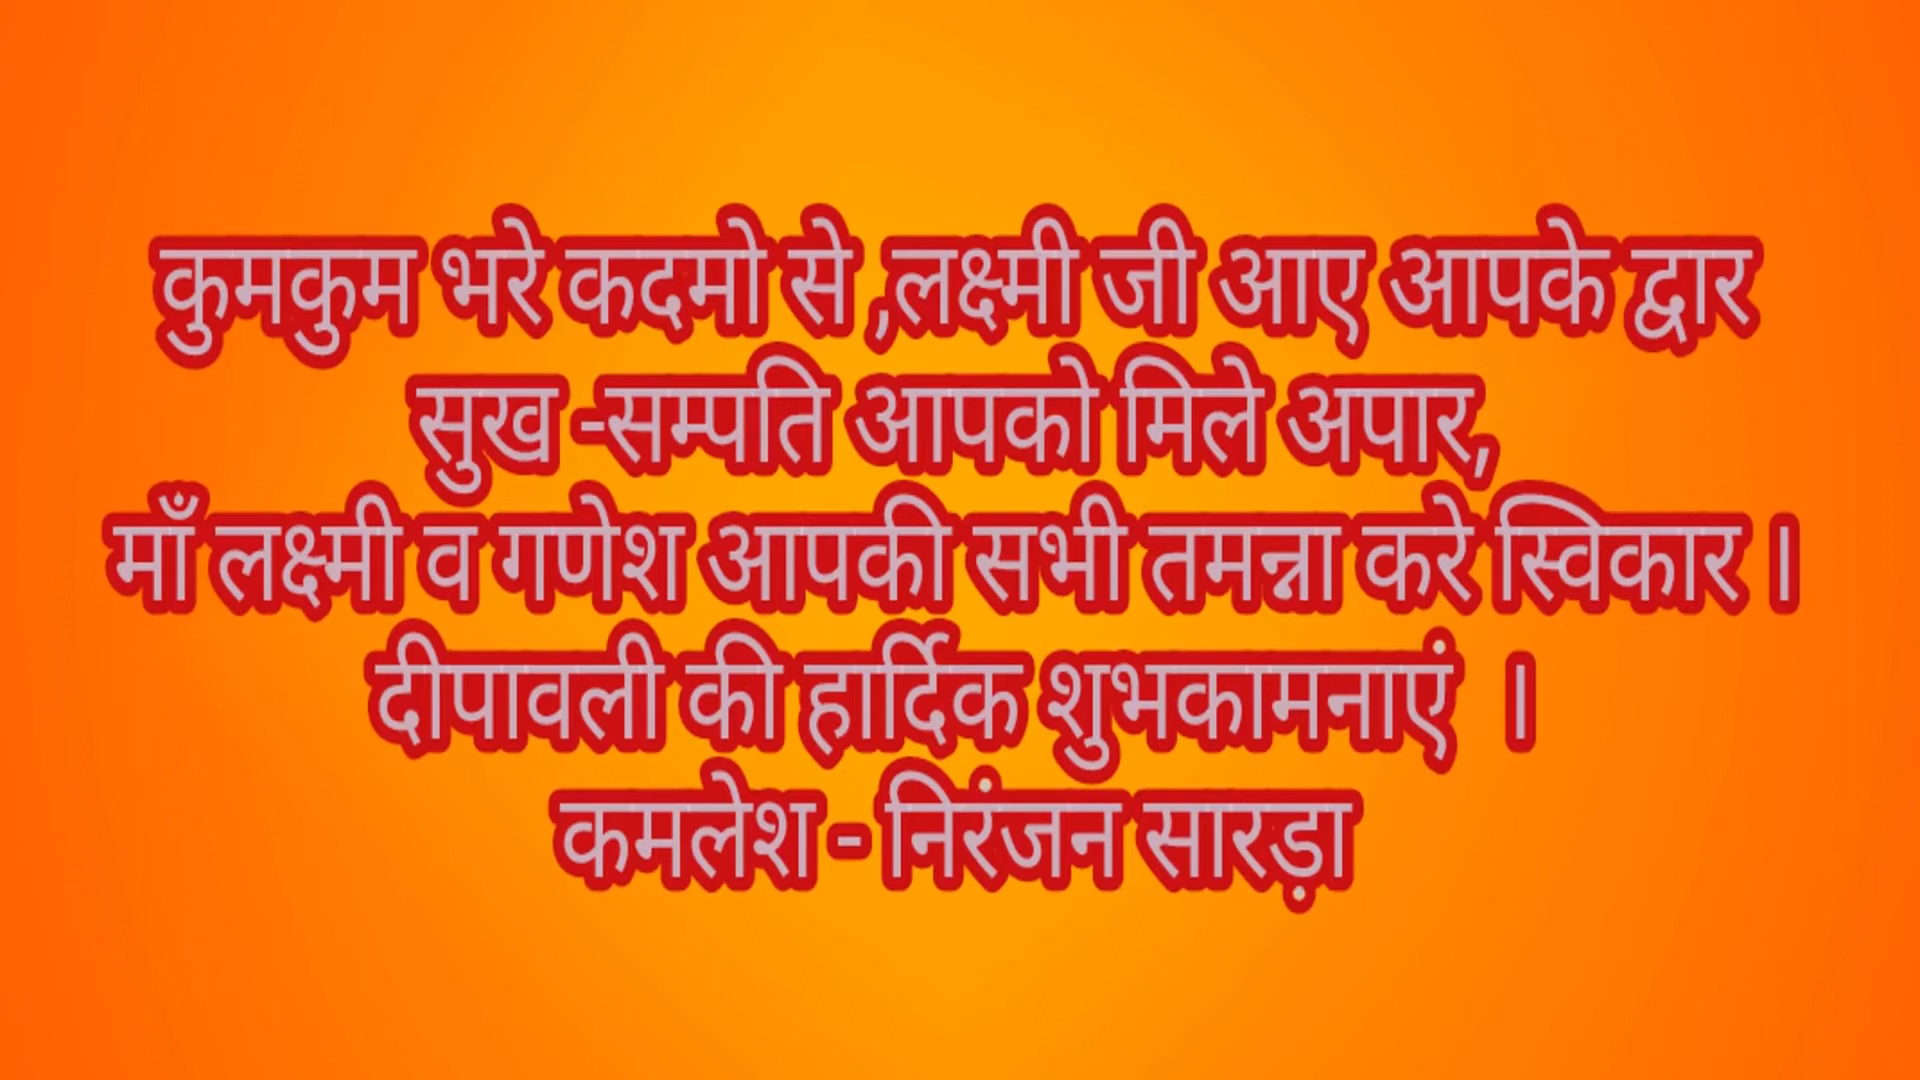 कुमकुम भरे कदमो से ,लक्ष्मी जी आए आपके द्वार
सुख -सम्पति आपको मिले अपार,
माँ लक्ष्मी व गणेश आपकी सभी तमन्ना करे स्विकार ।
दीपावली की हार्दिक शुभकामनाएं ।
कमलेश - निरंजन सारड़ा